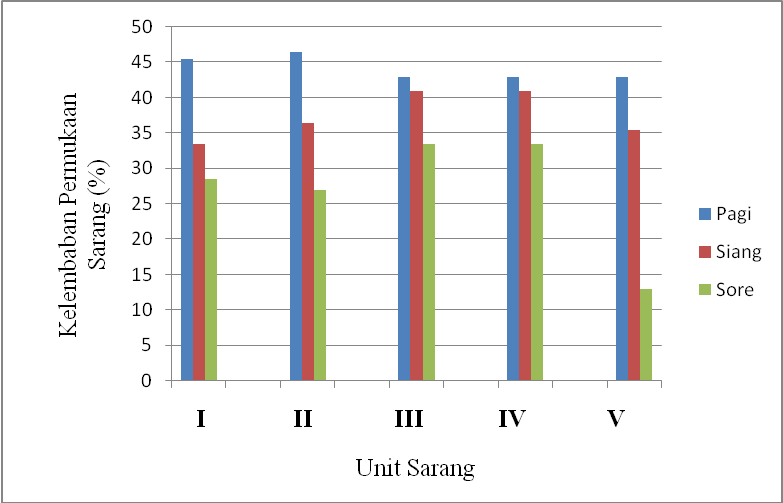 Kelembaban Permukaan
Sarang (%)
50
45
40
35
30
25
20
15
10
5
0
I II III IV V
Unit Sarang
Pagi
Siang
Sore